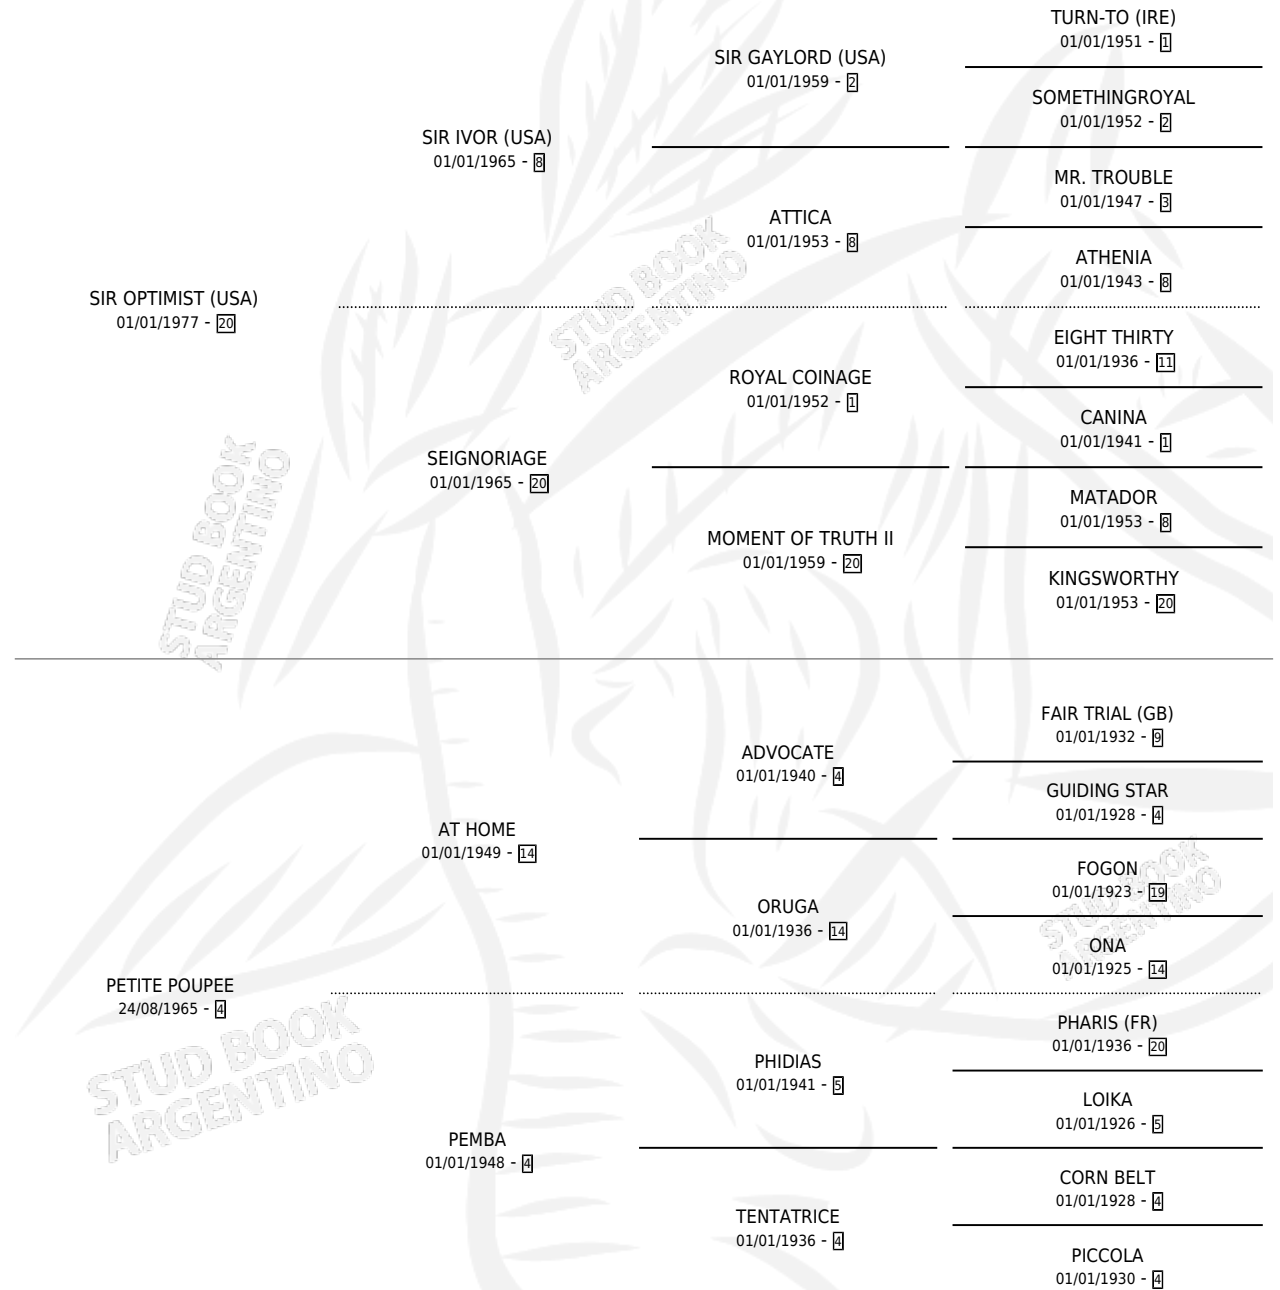 TURN-TO (IRE)
01/01/1951 - 1
SIR GAYLORD (USA)
01/01/1959 - 2
SOMETHINGROYAL
01/01/1952 - 2
SIR IVOR (USA)
01/01/1965 - 8
MR. TROUBLE
01/01/1947 - 3
ATTICA
01/01/1953 - 8
ATHENIA
01/01/1943 - 8
SIR OPTIMIST (USA)
01/01/1977 - 20
EIGHT THIRTY
01/01/1936 - 11
ROYAL COINAGE
01/01/1952 - 1
CANINA
01/01/1941 - 1
SEIGNORIAGE
01/01/1965 - 20
MATADOR
01/01/1953 - 8
MOMENT OF TRUTH II
01/01/1959 - 20
KINGSWORTHY
01/01/1953 - 20
FAIR TRIAL (GB)
01/01/1932 - 9
ADVOCATE
01/01/1940 - 4
GUIDING STAR
01/01/1928 - 4
AT HOME
01/01/1949 - 14
FOGON
01/01/1923 - 19
ORUGA
01/01/1936 - 14
ONA
01/01/1925 - 14
PETITE POUPEE
24/08/1965 - 4
PHARIS (FR)
01/01/1936 - 20
PHIDIAS
01/01/1941 - 5
LOIKA
01/01/1926 - 5
PEMBA
01/01/1948 - 4
CORN BELT
01/01/1928 - 4
TENTATRICE
01/01/1936 - 4
PICCOLA
01/01/1930 - 4
STUD BOOK
ARGENTINO
STUD BOOK
ARGENTINO
STUD BOOK
ARGENTINO
STUD BOOK
ARGENTINO